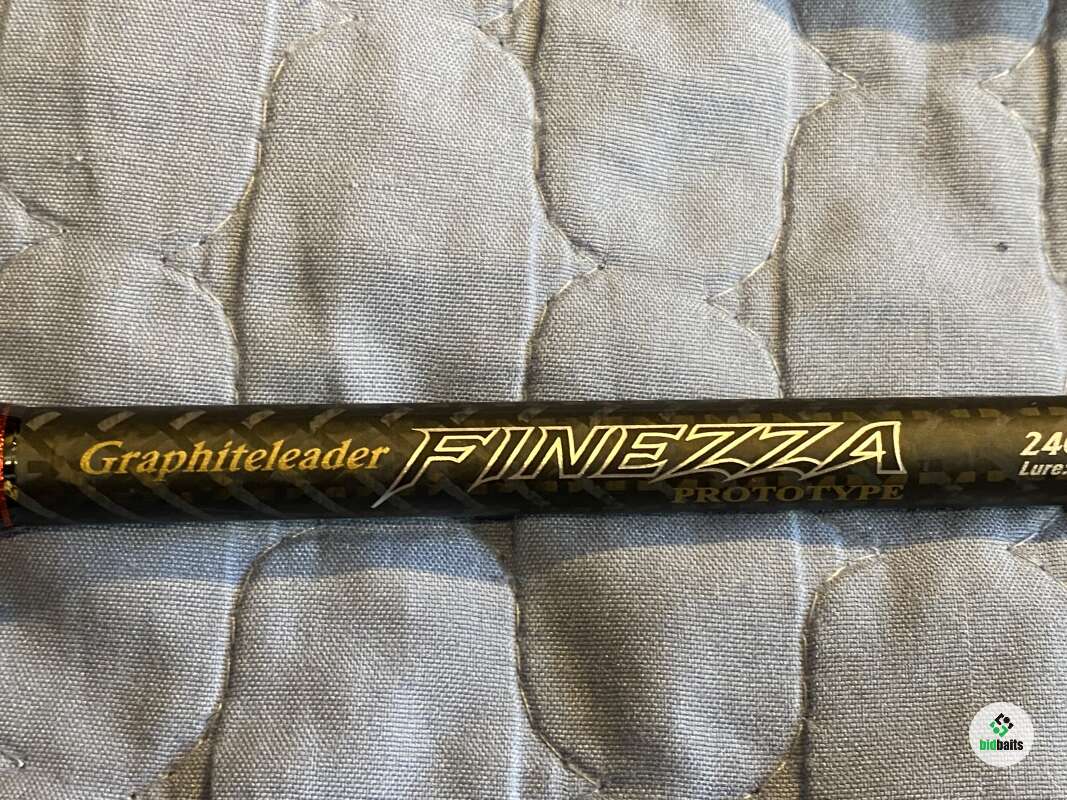 Graphiteleader FINEZZA
PROTOTYPE
bidbaits